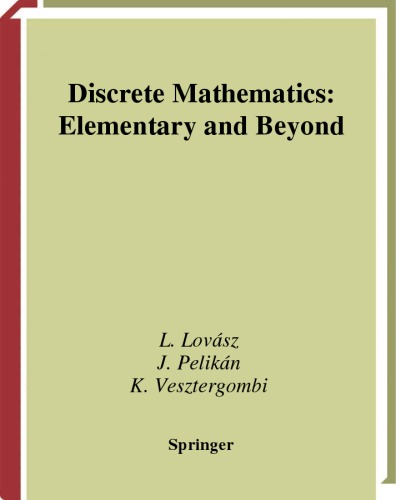 Discrete Mathematics:
Elementary and Beyond
L. Lovász
J. Pelikán
K. Vesztergombi
Springer